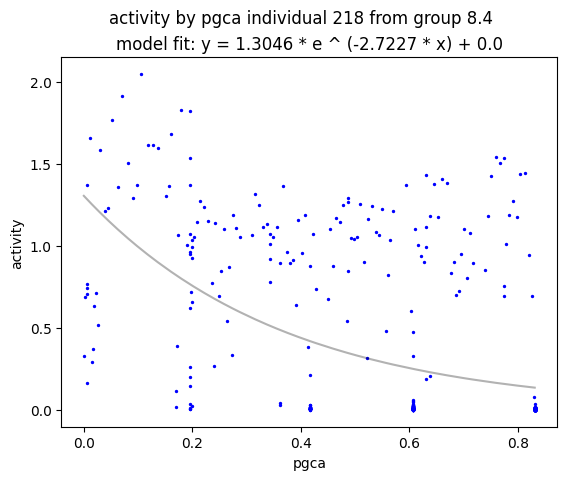 activity by pgca individual 218 from group 8.4
model fit: y = 1.3046 * e ^ (-2.7227 * x) + 0.0
2.0
1.5
1.0
0.5
0.0
activity
0.0 0.2 0.4 0.6 0.8
pgca